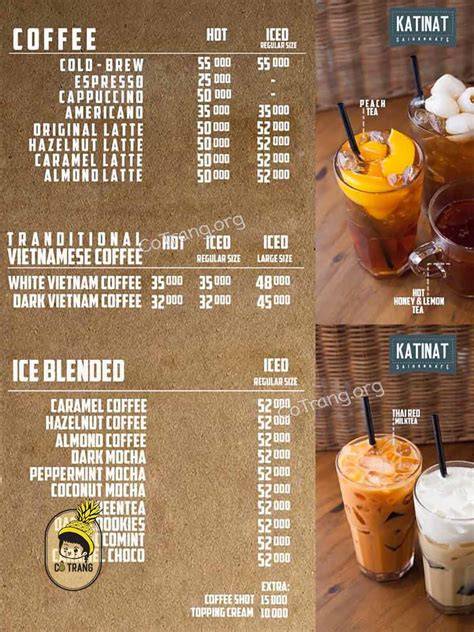 COFFEE HOT ICED
REGULAR SIZE
COLD - BREW 55 000 55 000
ESPRESSO 25 000 -
CAPPUCCINO 50 000 -
AMERICANO 35 000 35 000
ORIGINAL LATTE 50 000 52 000
HAZELNUT LATTE 50 000 52 000
CARAMEL LATTE 50 000 52 000
ALMOND LATTE 50 000 52 000
TRANDITIONAL
VIETNAMESE COFFEE HOT ICED ICED
REGULAR SIZE LARGE SIZE
WHITE VIETNAM COFFEE 35 000 35 000 48 000
DARK VIETNAM COFFEE 32 000 32 000 45 000
CoTrang.org
ICE BLENDED ICED
REGULAR SIZE
CARAMEL COFFEE 52 000
HAZELNUT COFFEE 52 000
ALMOND COFFEE 52 000
DARK MOCHA 52 000
PEPPERMINT MOCHA 52 000
COCONUT MOCHA 52 000
EENTEA 52 000
OOKIES 52 000
COMINT 52 000
CHOCO 52 000
CoTrang.org
CÔ TRANG
EXTRA:
COFFEE SHOT 15 000
TOPPING CREAM 10 000
KATINAT
SAIGONKAFE
PEACH
TEA
HOT
HONEY & LEMON
TEA
KATINAT
SAIGONKAFE
THAI RED
MILKTEA